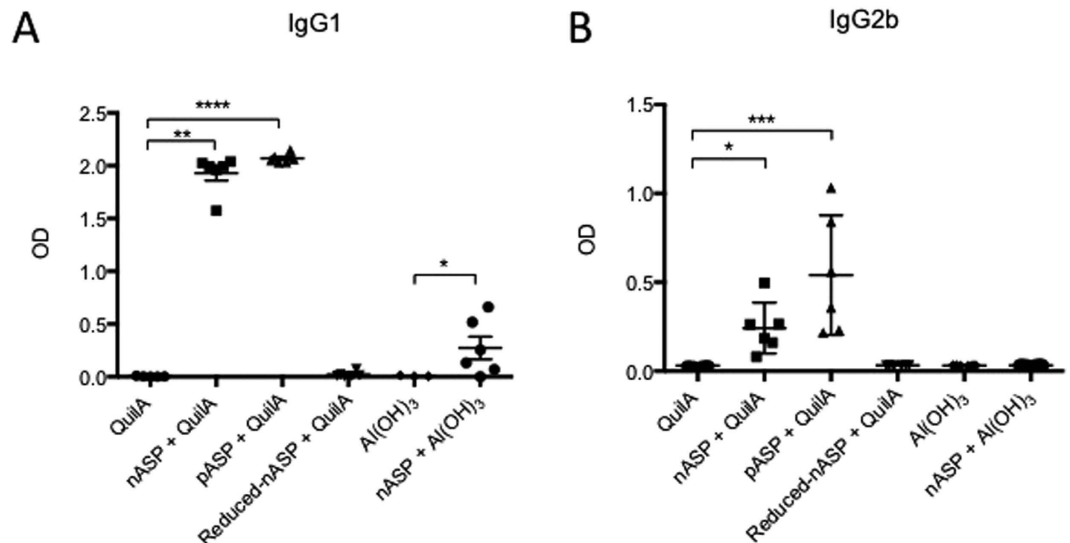 A
IgG1
OD
2.5
2.0
1.5
1.0
0.5
0.0
****
**
*
QuilA
nASP + QuilA
pASP + QuilA
Reduced-nASP + QuilA
Al(OH)3
nASP + Al(OH)3
B
IgG2b
OD
1.5
1.0
0.5
0.0
***
*
QuilA
nASP + QuilA
pASP + QuilA
Reduced-nASP + QuilA
Al(OH)3
nASP + Al(OH)3